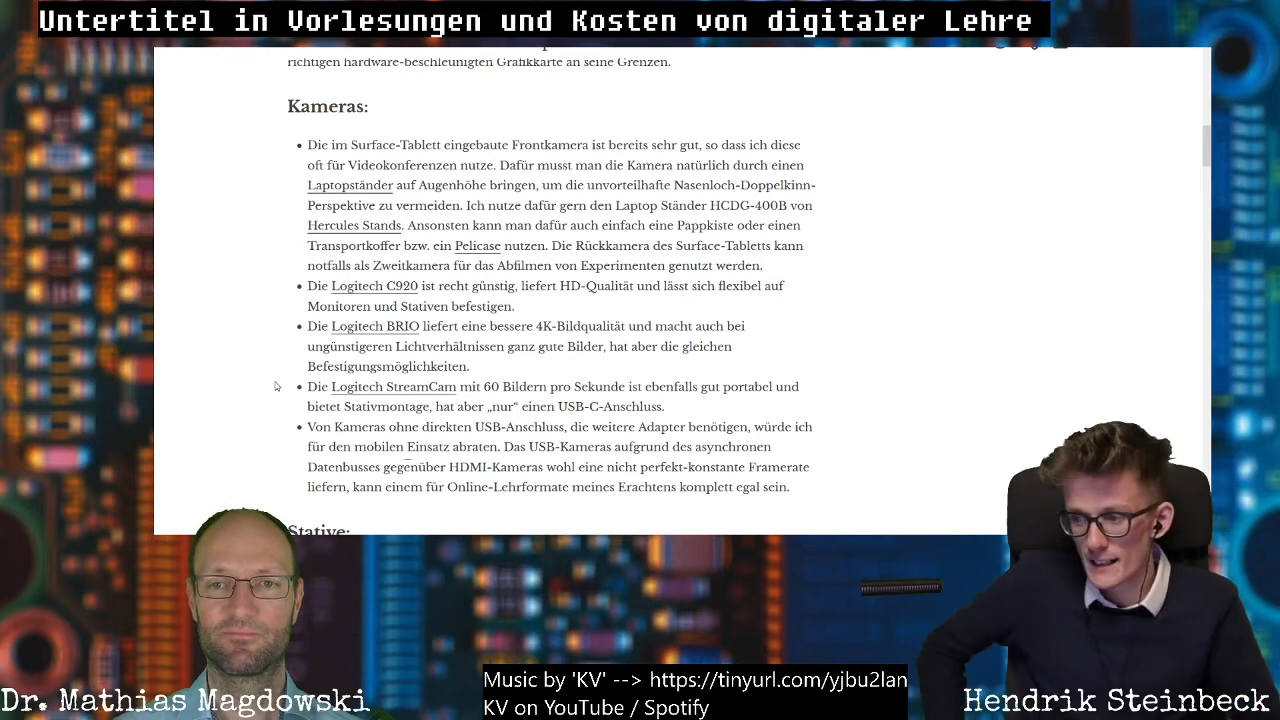 Untertitel in Vorlesungen und Kosten von digitaler Lehre
richtigen hardware-beschleunigten Grafikkarte an seine Grenzen.
Kameras:
• Die im Surface-Tablett eingebaute Frontkamera ist bereits sehr gut, so dass ich diese
oft für Videokonferenzen nutze. Dafür musst man die Kamera natürlich durch einen
Laptopständer auf Augenhöhe bringen, um die unvorteilhafte Nasenloch-Doppelkinn-
Perspektive zu vermeiden. Ich nutze dafür gern den Laptop Ständer HCDG-400B von
Hercules Stands. Ansonsten kann man dafür auch einfach eine Pappkiste oder einen
Transportkoffer bzw. ein Pelicase nutzen. Die Rückkamera des Surface-Tabletts kann
notfalls als Zweitkamera für das Abfilmen von Experimenten genutzt werden.
• Die Logitech C920 ist recht günstig, liefert HD-Qualität und lässt sich flexibel auf
Monitoren und Stativen befestigen.
• Die Logitech BRIO liefert eine bessere 4K-Bildqualität und macht auch bei
ungünstigeren Lichtverhältnissen ganz gute Bilder, hat aber die gleichen
Befestigungsmöglichkeiten.
• Die Logitech StreamCam mit 60 Bildern pro Sekunde ist ebenfalls gut portabel und
bietet Stativmontage, hat aber „nur“ einen USB-C-Anschluss.
• Von Kameras ohne direkten USB-Anschluss, die weitere Adapter benötigen, würde ich
für den mobilen Einsatz abraten. Das USB-Kameras aufgrund des asynchronen
Datenbusses gegenüber HDMI-Kameras wohl eine nicht perfekt-konstante Framerate
liefern, kann einem für Online-Lehrformate meines Erachtens komplett egal sein.
Stative:
Dr. Mathias Magdowski
Music by 'KV' --> https://tinyurl.com/yjbu2lan
KV on YouTube / Spotify
Hendrik Steinbeck